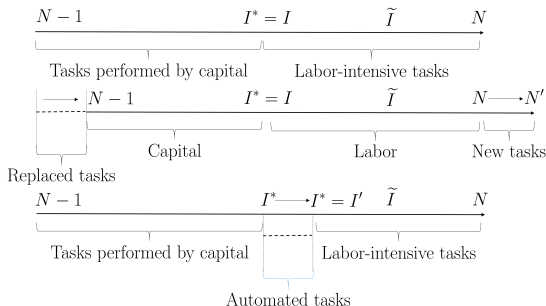 N − 1 I* = I Ĩ N
Tasks performed by capital Labor-intensive tasks
N − 1 I* = I Ĩ N N′
Capital Labor New tasks
Replaced tasks
N − 1 I* I* = I′ Ĩ N
Tasks performed by capital Labor-intensive tasks
Automated tasks